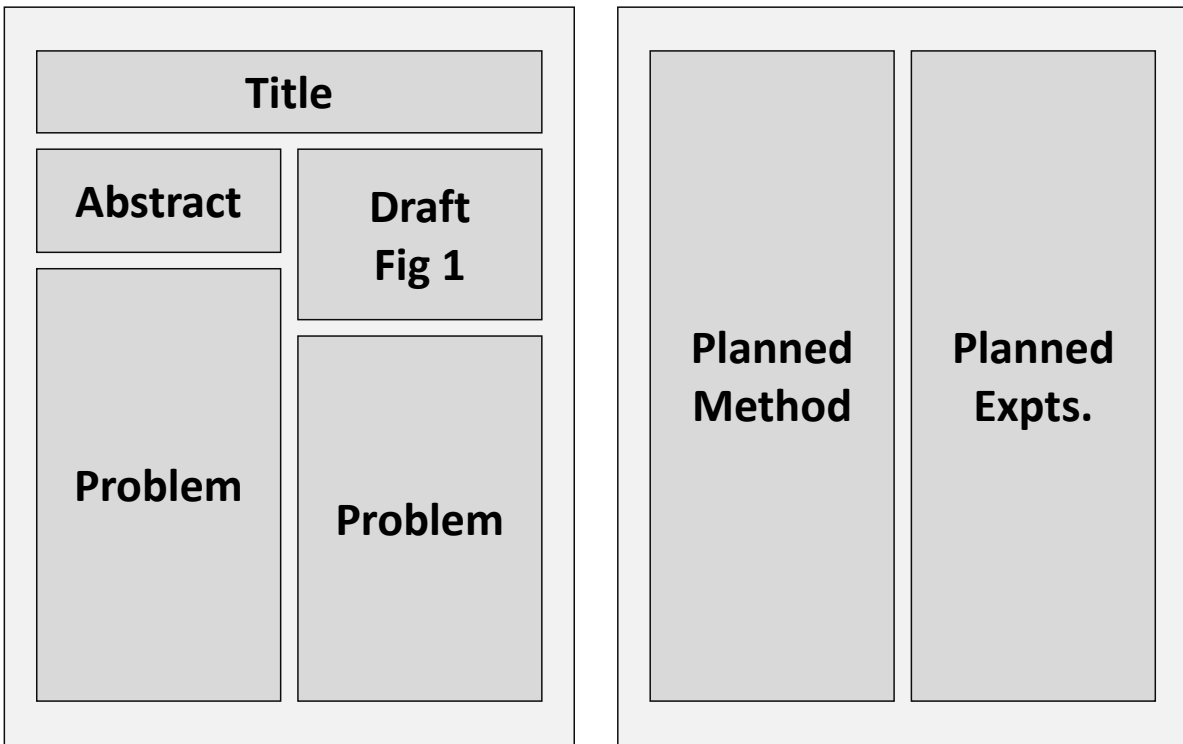 Title
Abstract
Problem
Draft
Fig 1
Problem
Planned
Method
Planned
Expts.